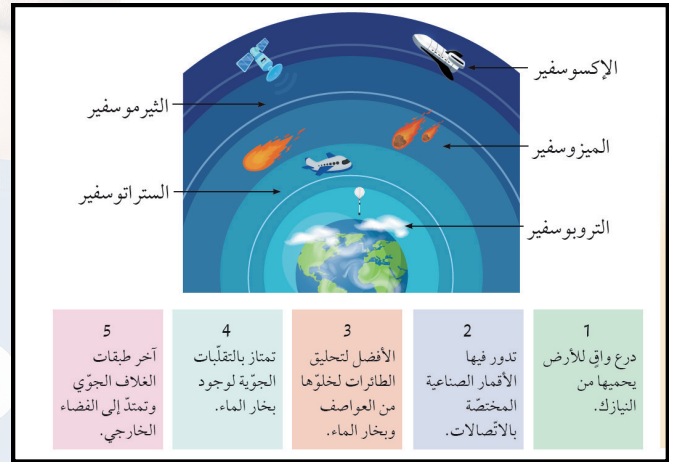 الإكسوسفير
الثيرموسفير
الميزوسفير
الستراتوسفير
التروبوسفير
1
درع واقٍ للأرض
يحميها من
النيازك.
2
تدور فيها
الأقمار الصناعية
المختصّة
بالاتّصالات.
3
الأفضل لتحليق
الطائرات لخلوّها
من العواصف
وبخار الماء.
4
تمتاز بالتقلّبات
الجوّية لوجود
بخار الماء.
5
آخر طبقات
الغلاف الجوّي
وتمتدّ إلى الفضاء
الخارجي.